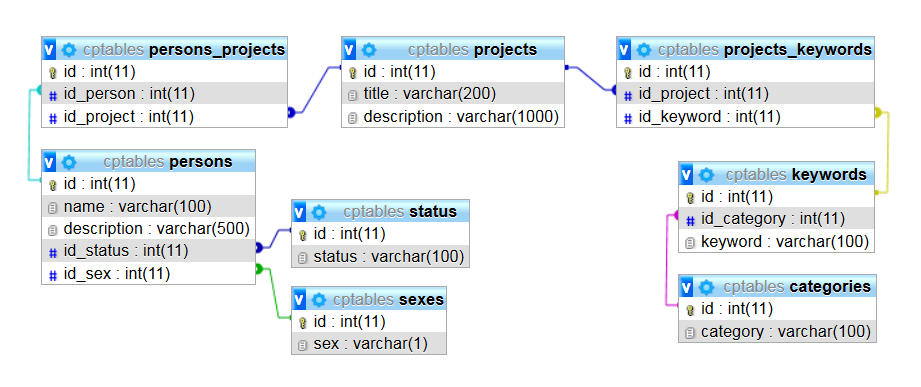 V cptables persons_projects
id : int(11)
# id_person : int(11)
# id_project : int(11)
V cptables projects
id : int(11)
title : varchar(200)
description : varchar(1000)
V cptables projects_keywords
id : int(11)
# id_project : int(11)
# id_keyword : int(11)
V cptables persons
id : int(11)
name : varchar(100)
description : varchar(500)
# id_status : int(11)
# id_sex : int(11)
V cptables status
id : int(11)
status : varchar(100)
V cptables sexes
id : int(11)
sex : varchar(1)
V cptables keywords
id : int(11)
# id_category : int(11)
keyword : varchar(100)
V cptables categories
id : int(11)
category : varchar(100)